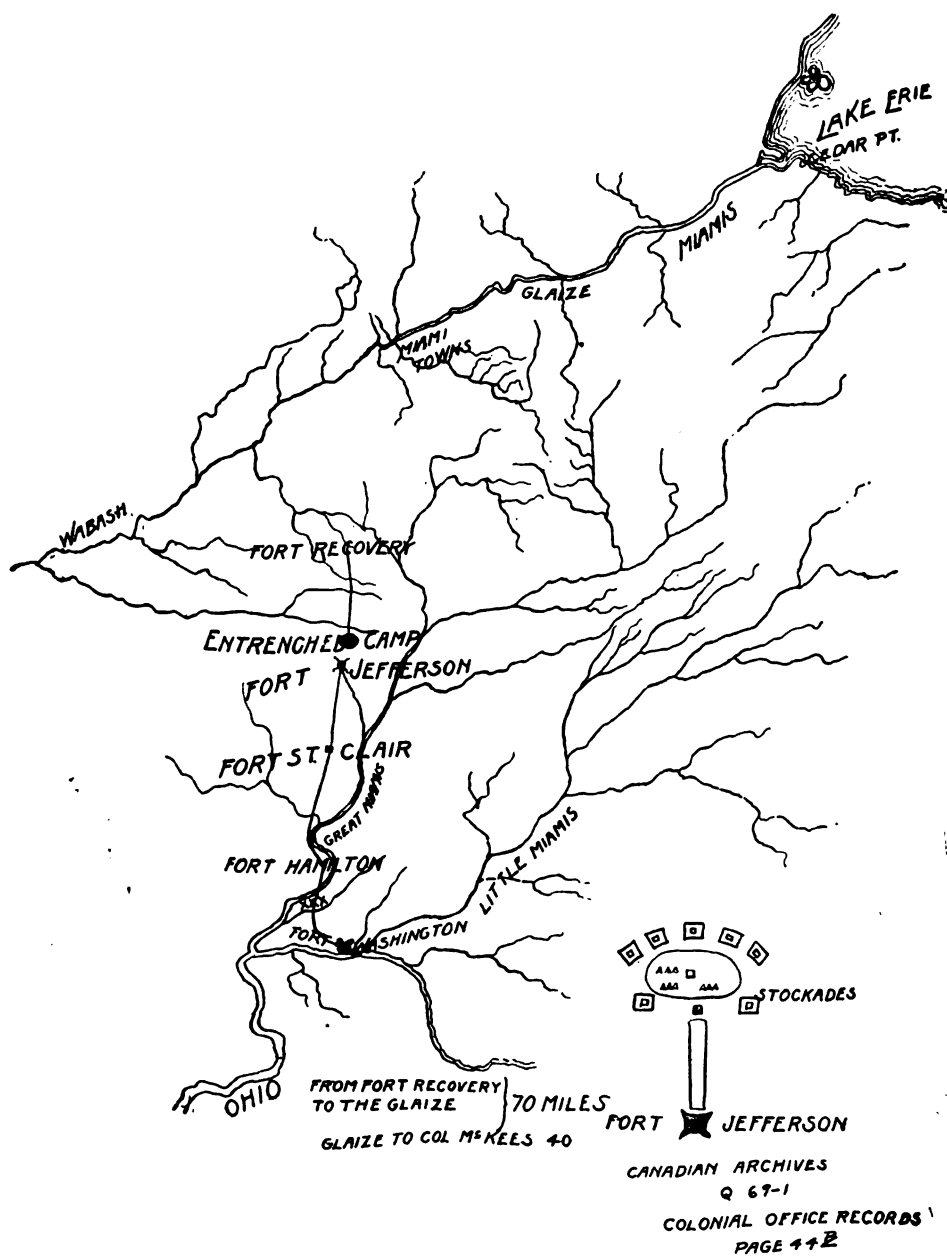 LAKE ERIE
DAR PT.
MIAMIS
GLAIZE
MIAMI
TOWNS
WABASH.
FORT RECOVERY
ENTRENCHED CAMP
FORT JEFFERSON
FORT ST. CLAIR
GREAT MIAMIS
FORT HAMILTON
LITTLE MIAMIS
FORT WASHINGTON
STOCKADES
OHIO
FROM FORT RECOVERY
TO THE GLAIZE
70 MILES
GLAIZE TO COL McKEES 40
FORT JEFFERSON
CANADIAN ARCHIVES
Q 69-1
COLONIAL OFFICE RECORDS
PAGE 44B